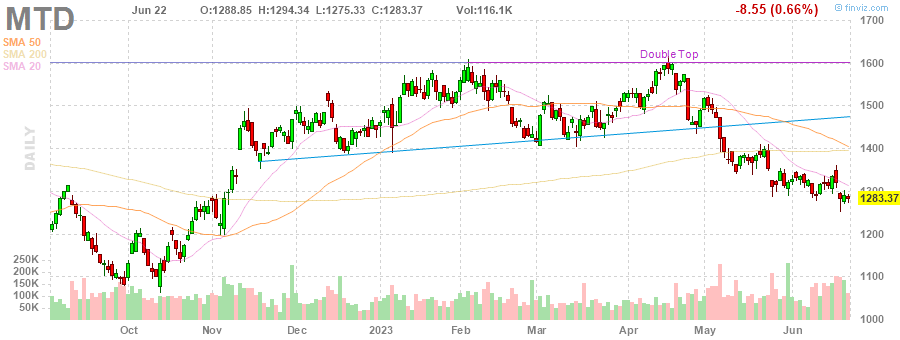 MTD Jun 22 O:1288.85 H:1294.34 L:1275.33 C:1283.37 Vol:116.1K -8.55 (0.66%) © finviz.com
SMA 50
SMA 200
SMA 20
DAILY
Double Top
1700
1600
1500
1400
1300
1283.37
1200
1100
1000
250K
200K
150K
100K
50K
Oct Nov Dec 2023 Feb Mar Apr May Jun